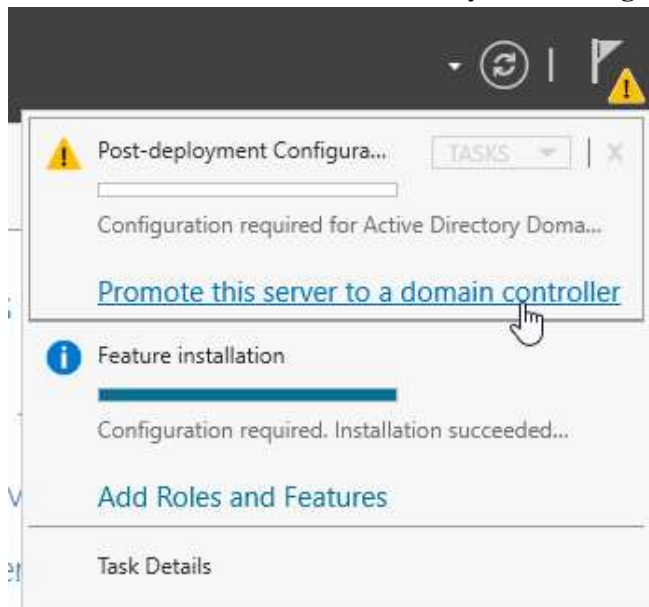 Post-deployment Configura...
TASKS
Configuration required for Active Directory Doma...
Promote this server to a domain controller
Feature installation
Configuration required. Installation succeeded...
Add Roles and Features
Task Details